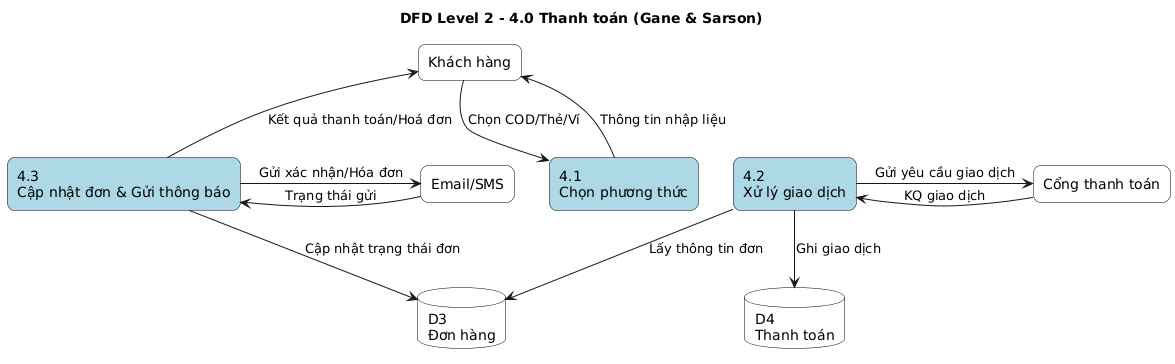 DFD Level 2 - 4.0 Thanh toán (Gane & Sarson)
Khách hàng
Kết quả thanh toán/Hoá đơn
Chọn COD/Thẻ/Ví
Thông tin nhập liệu
4.3
Cập nhật đơn & Gửi thông báo
Gửi xác nhận/Hóa đơn
Trạng thái gửi
Email/SMS
4.1
Chọn phương thức
4.2
Xử lý giao dịch
Gửi yêu cầu giao dịch
KQ giao dịch
Cổng thanh toán
Cập nhật trạng thái đơn
Lấy thông tin đơn
Ghi giao dịch
D3
Đơn hàng
D4
Thanh toán